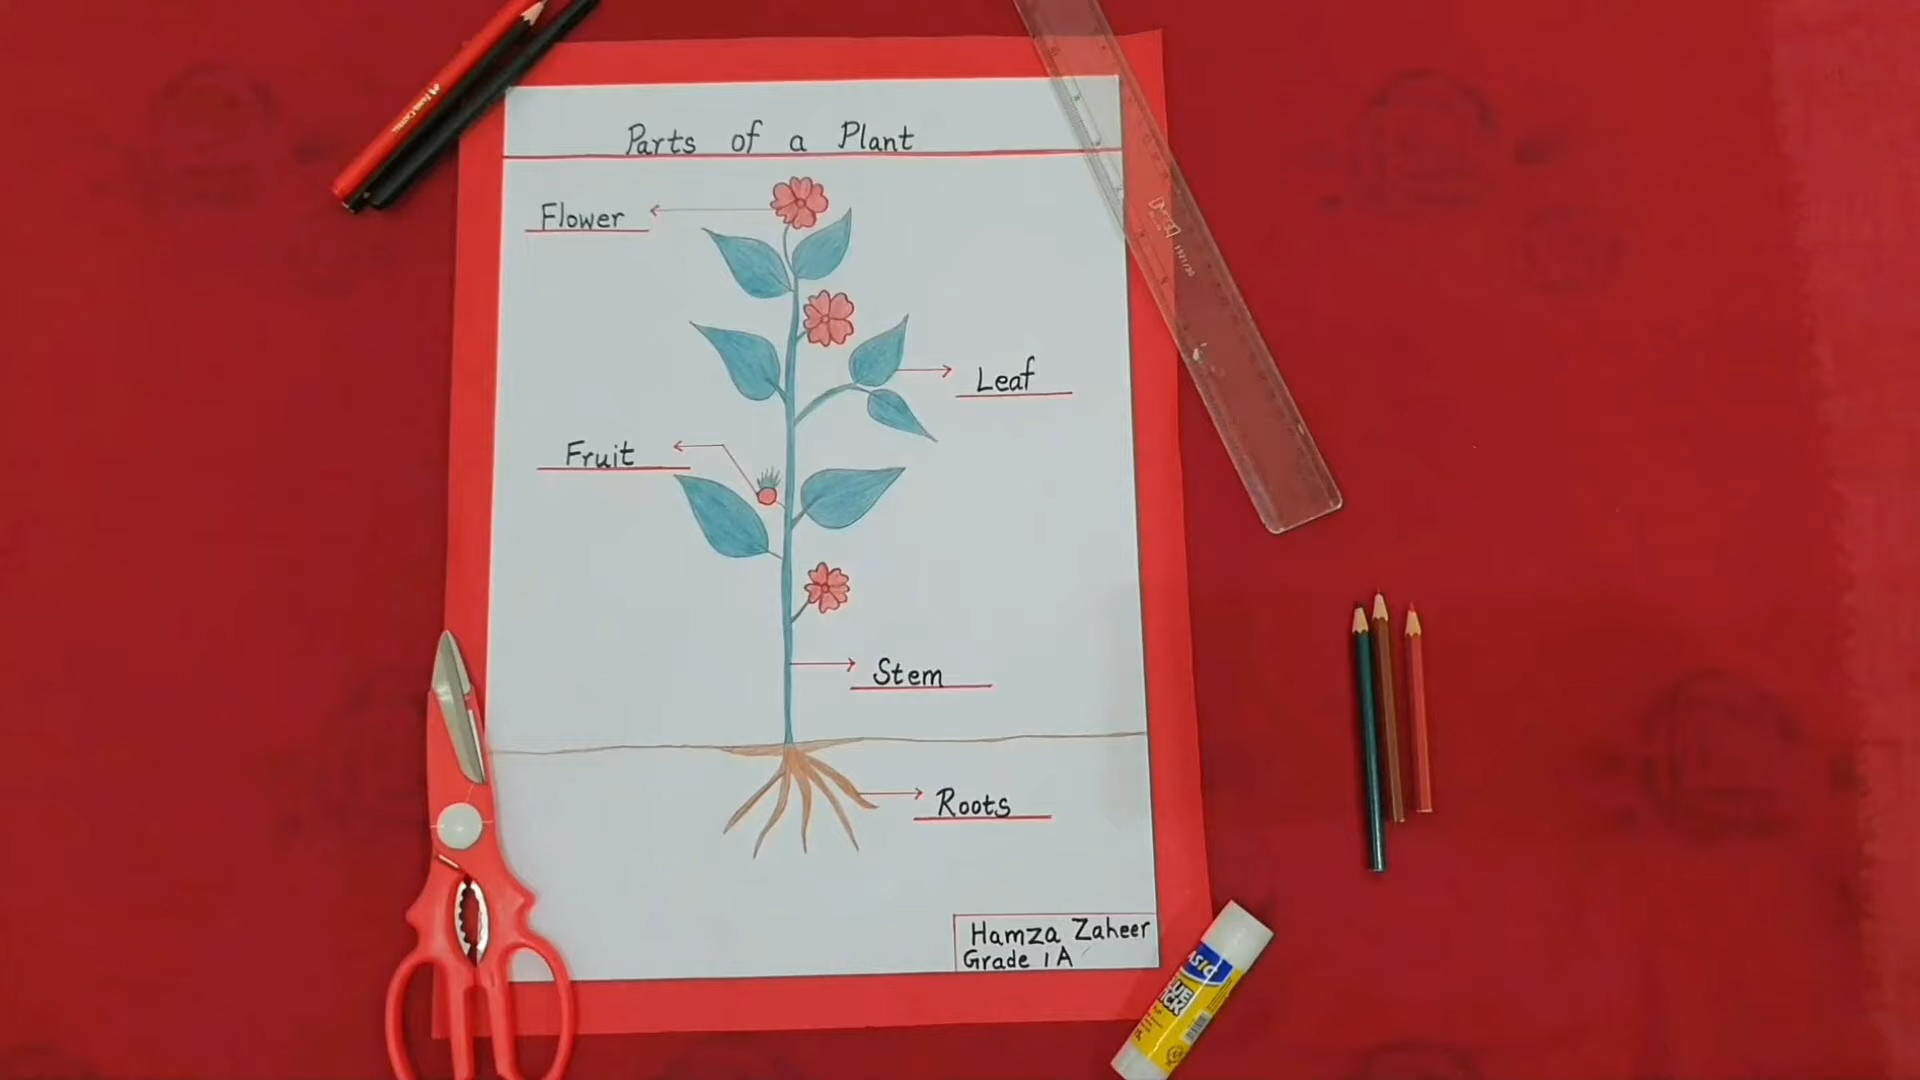 Parts of a Plant
Flower
Leaf
Fruit
Stem
Roots
Hamza Zaheer
Grade 1A